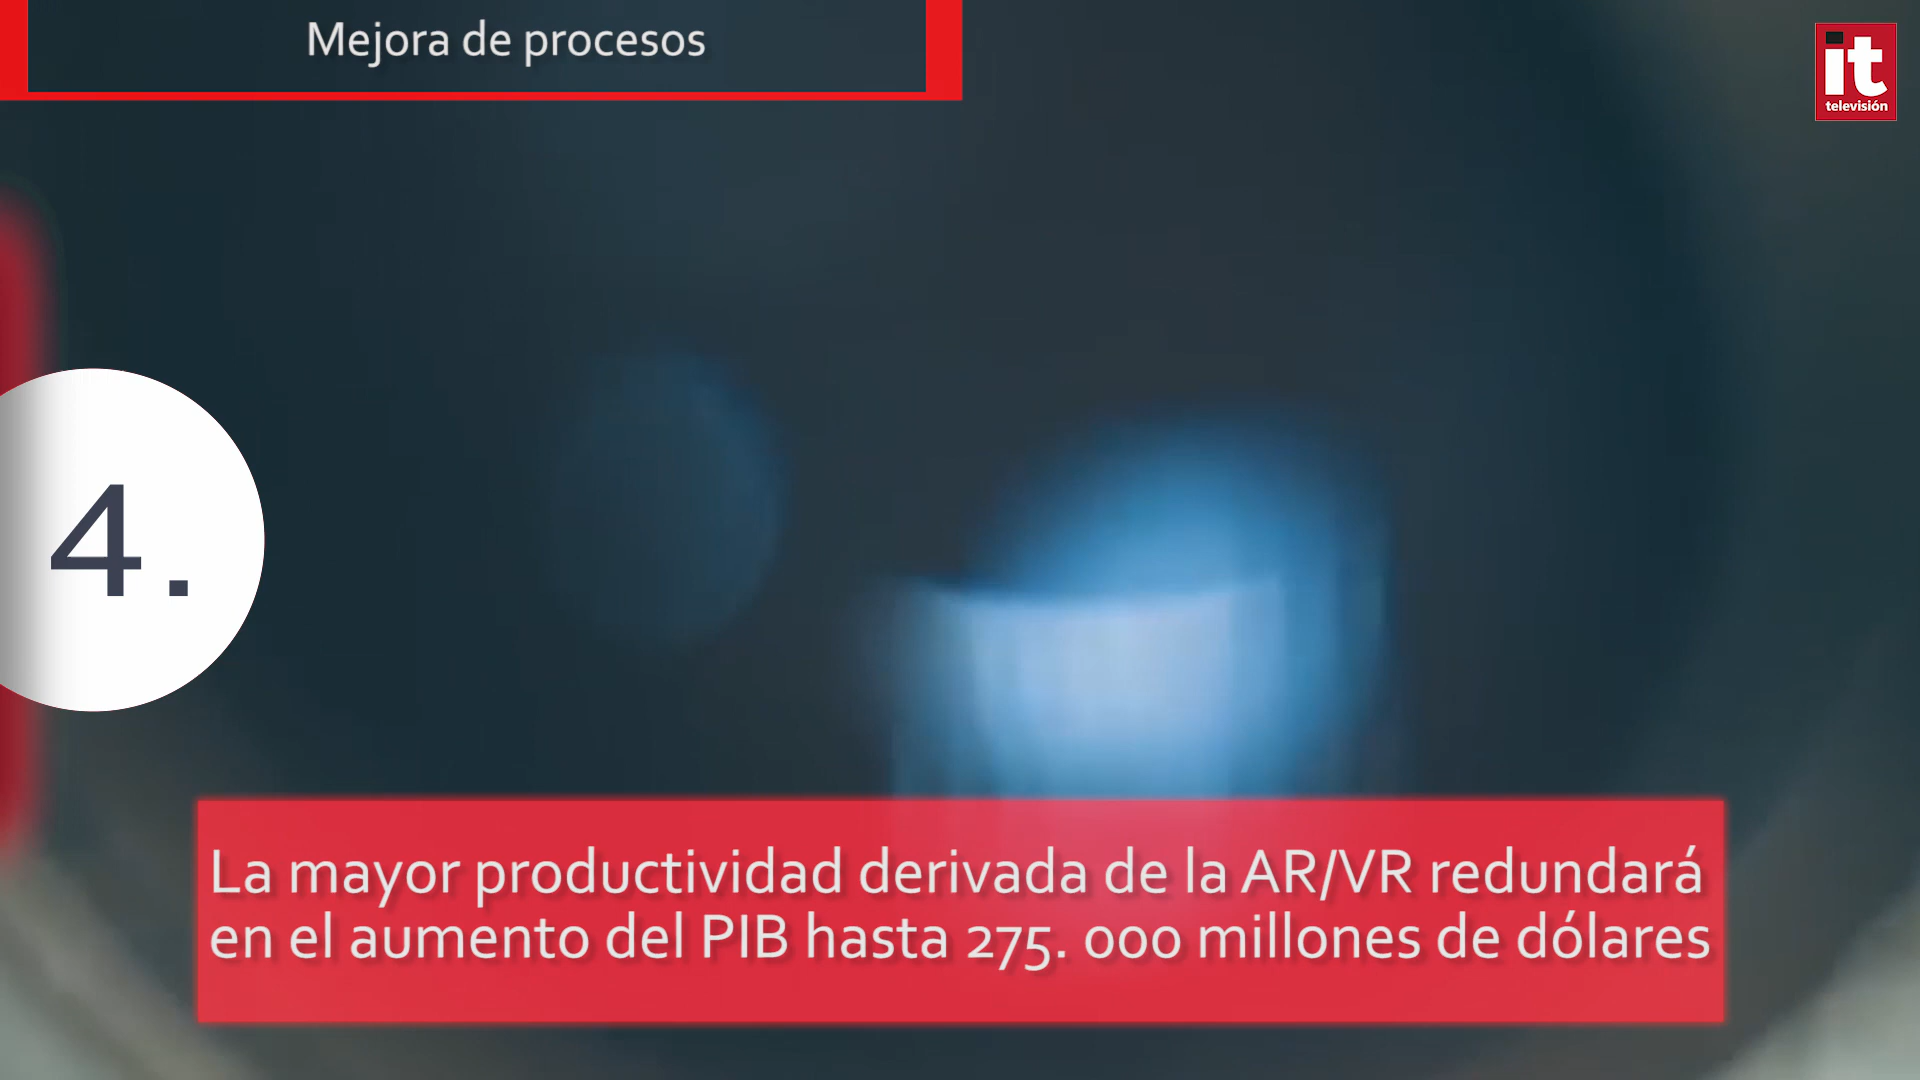 Mejora de procesos
it
televisión
4.
La mayor productividad derivada de la AR/VR redundará
en el aumento del PIB hasta 275. 000 millones de dólares